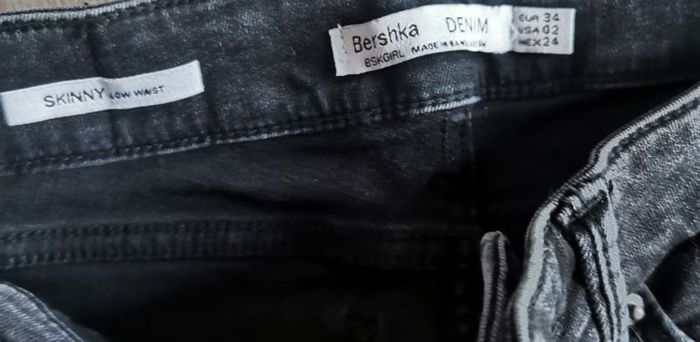 SKINNY LOW WAIST
Bershka DENIM
BSKGIRL MADE IN BANGLADESH
EUR 34
USA 02
MEX 24